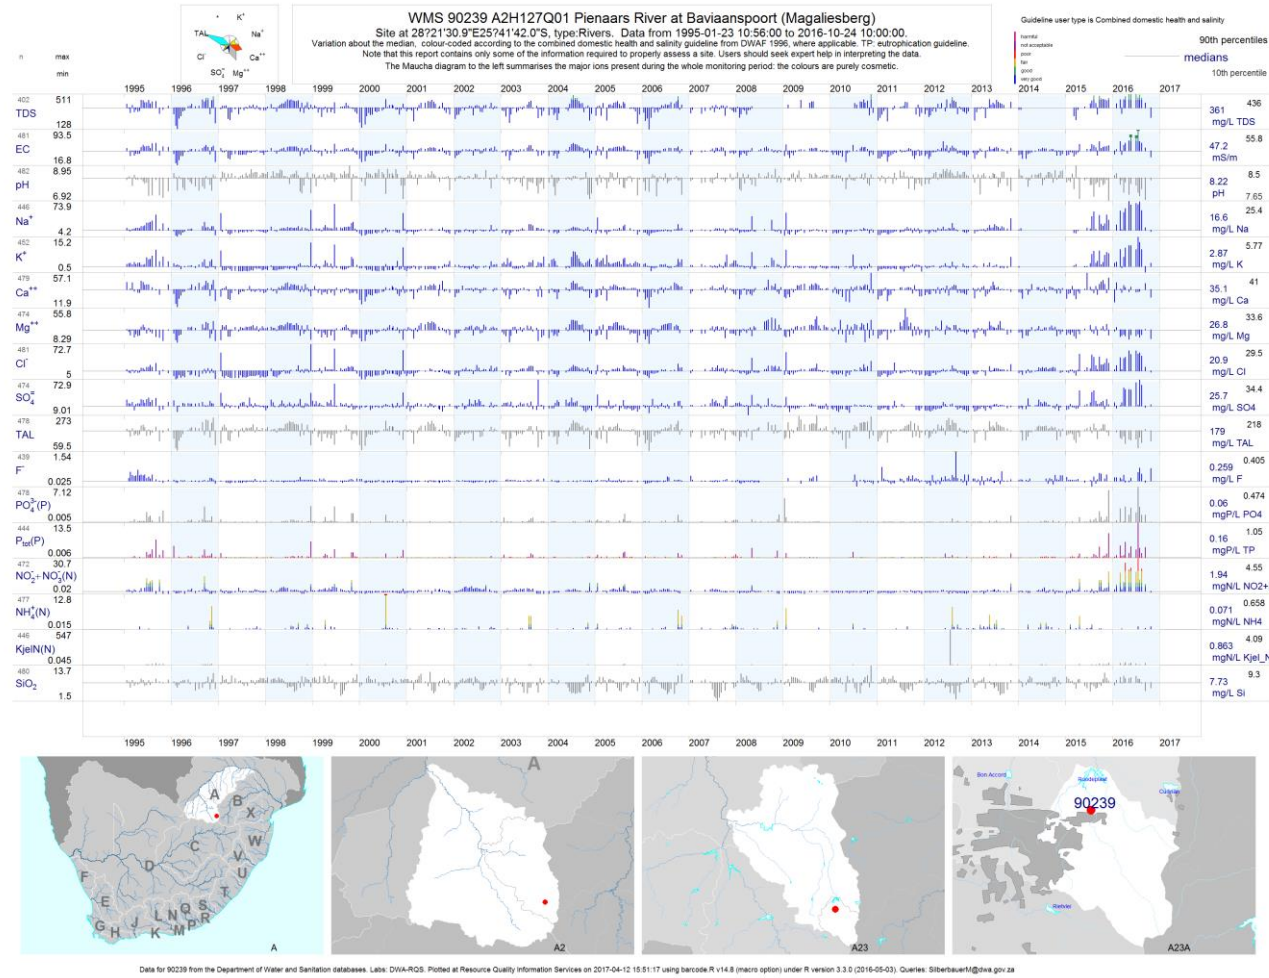 WMS 90239 A2H127Q01 Pienaars River at Baviaanspoort (Magaliesberg)
Site at 28?21'30.9"E25?41'42.0"S, type:Rivers. Data from 1995-01-23 10:56:00 to 2016-10-24 10:00:00.
Variation about the median, colour-coded according to the combined domestic health and salinity guideline from DWAF 1996, where applicable. TP: eutrophication guideline.
Note that this report contains only some of the information required to properly assess a site. Users should seek expert help in interpreting the data.
The Maucha diagram to the left summarises the major ions present during the whole monitoring period: the colours are purely cosmetic.
K⁺
TAL Na⁺
Cl⁻ Ca⁺⁺
SO₄⁼ Mg⁺⁺
Guideline user type is Combined domestic health and salinity
harmful
not acceptable
poor
fair
good
very good
90th percentiles
medians
10th percentile
n max
min
1995 1996 1997 1998 1999 2000 2001 2002 2003 2004 2005 2006 2007 2008 2009 2010 2011 2012 2013 2014 2015 2016 2017
402 511
TDS
128
361 436
mg/L TDS
481 93.5
EC
16.8
47.2 55.8
mS/m
482 8.95
pH
6.92
8.22 8.5
pH 7.65
446 73.9
Na⁺
4.2
16.6 25.4
mg/L Na
452 15.2
K⁺
0.5
2.87 5.77
mg/L K
479 57.1
Ca⁺⁺
11.9
35.1 41
mg/L Ca
474 55.8
Mg⁺⁺
8.29
26.8 33.6
mg/L Mg
481 72.7
Cl⁻
5
20.9 29.5
mg/L Cl
474 72.9
SO₄⁼
9.01
25.7 34.4
mg/L SO4
478 273
TAL
59.5
179 218
mg/L TAL
439 1.54
F⁻
0.025
0.259 0.405
mg/L F
478 7.12
PO₄³⁻(P)
0.005
0.06 0.474
mgP/L PO4
444 13.5
Ptot(P)
0.006
0.16 1.05
mgP/L TP
472 30.7
NO₂⁻+NO₃⁻(N)
0.02
1.94 4.55
mgN/L NO2+
477 12.8
NH₄⁺(N)
0.015
0.071 0.658
mgN/L NH4
446 547
KjelN(N)
0.045
0.863 4.09
mgN/L Kjel_N
480 13.7
SiO₂
1.5
7.73 9.3
mg/L Si
1995 1996 1997 1998 1999 2000 2001 2002 2003 2004 2005 2006 2007 2008 2009 2010 2011 2012 2013 2014 2015 2016 2017
A
B
X
C
W
D
V
U
F
T
E
S
Q
R
L N
J
P
G H
K M
A
A
A2
A23
Bon Accord
Roodeplaat
Cullinan
90239
Rietvlei
A23A
Data for 90239 from the Department of Water and Sanitation databases. Labs: DWA-RQS. Plotted at Resource Quality Information Services on 2017-04-12 15:51:17 using barcode.R v14.8 (macro option) under R version 3.3.0 (2016-05-03). Queries: SilberbauerM@dwa.gov.za